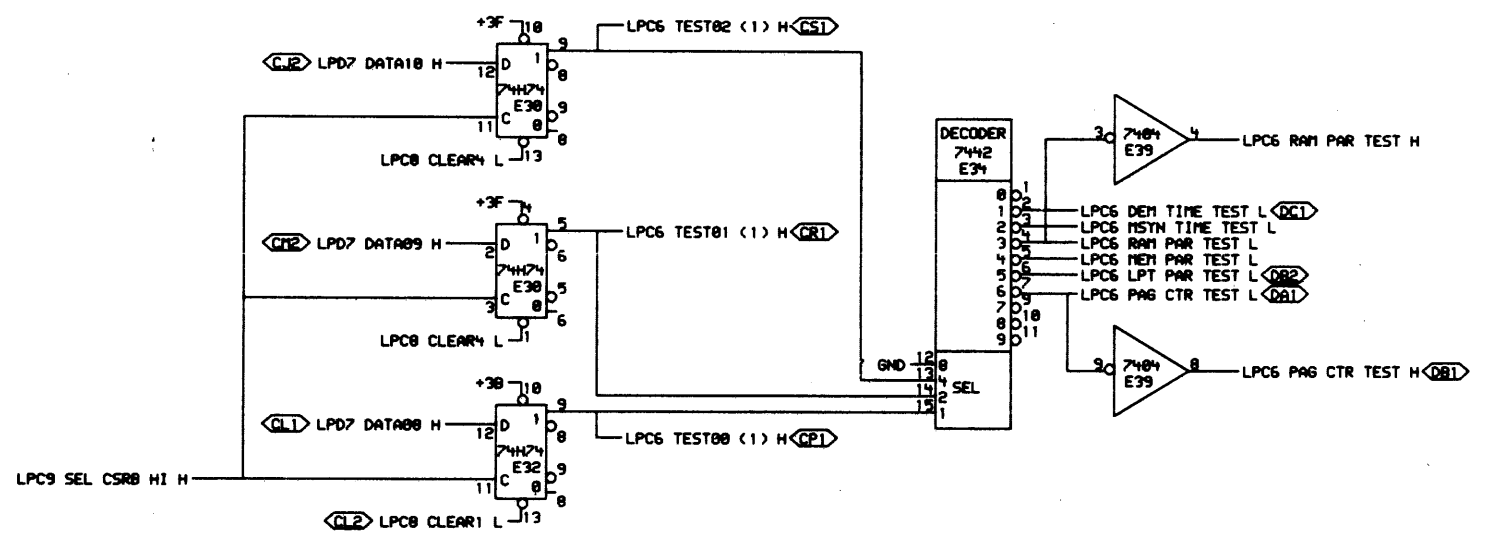 +3F 10
LPC6 TEST02 (1) H CS1
9
CJ2 LPD7 DATA10 H
12 D 1
8
74H74
E30
9
11 C 0
8
LPC8 CLEAR4 L 13
DECODER
7442
E34
3 7404 4
E39
LPC6 RAM PAR TEST H
+3F 4
5
LPC6 TEST01 (1) H CR1
CM2 LPD7 DATA09 H
2 D 1
6
74H74
E30
5
3 C 0
6
LPC8 CLEAR4 L 1
0 1
1 2 LPC6 DEM TIME TEST L DC1
2 3 LPC6 MSYN TIME TEST L
3 4 LPC6 RAM PAR TEST L
4 5 LPC6 MEM PAR TEST L
5 6 LPC6 LPT PAR TEST L DB2
6 7 LPC6 PAG CTR TEST L DA1
7 9
8 10
9 11
GND 12 8
13 4
14 2
15 1
SEL
9 7404 8
E39
LPC6 PAG CTR TEST H DB1
+3B 10
9
CL1 LPD7 DATA08 H
12 D 1
8
LPC6 TEST00 (1) H CP1
74H74
E32
9
LPC9 SEL CSRB HI H
11 C 0
8
CL2 LPC8 CLEAR1 L 13